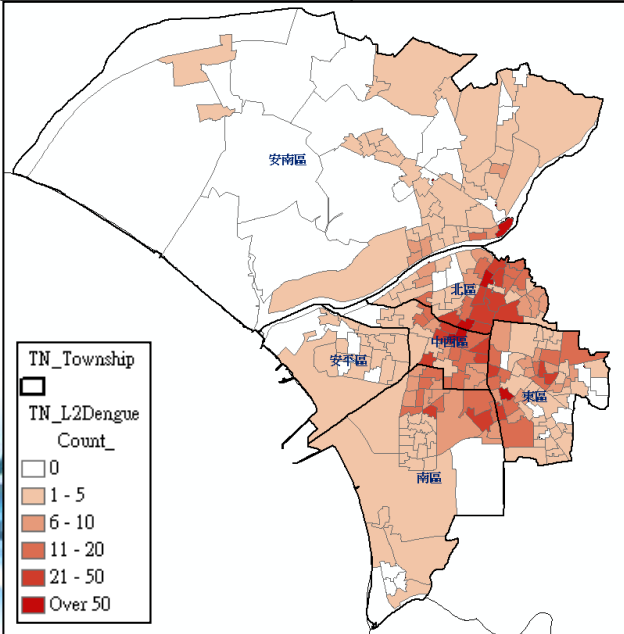 安南區
北區
中西區
安平區
東區
南區
TN_Township
TN_L2Dengue
Count_
0
1 - 5
6 - 10
11 - 20
21 - 50
Over 50